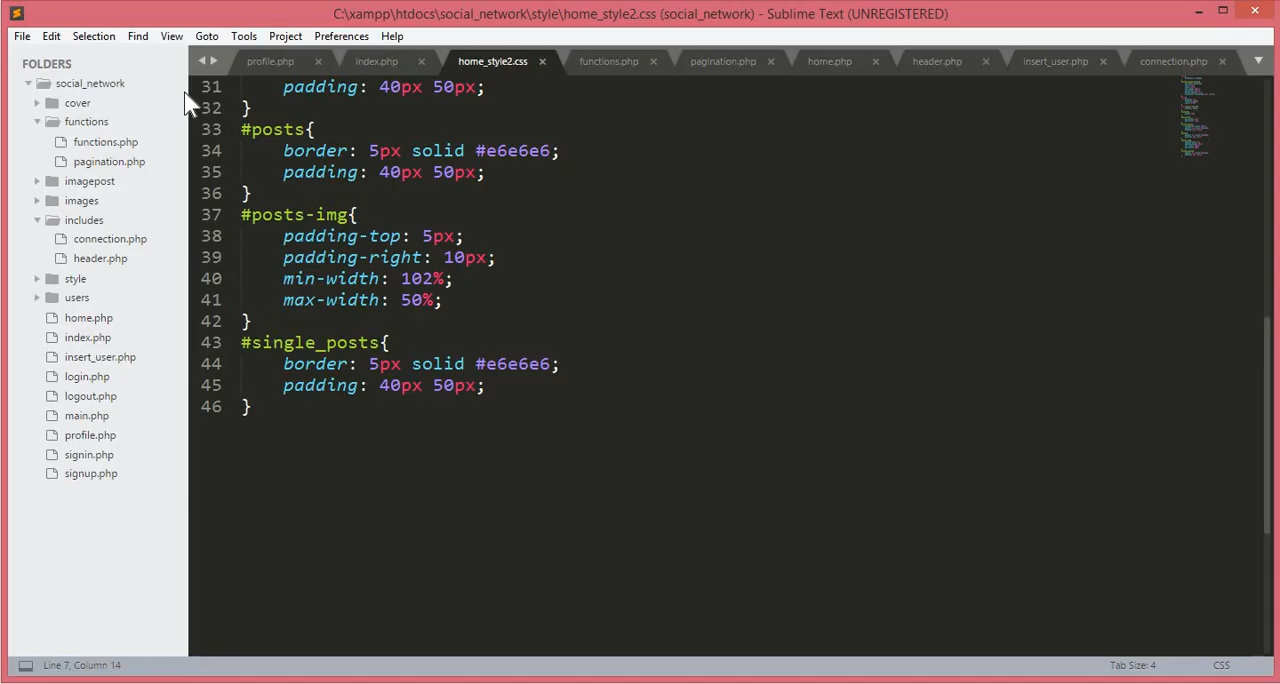 C:\xampp\htdocs\social_network\style\home_style2.css (social_network) - Sublime Text (UNREGISTERED)
File Edit Selection Find View Goto Tools Project Preferences Help
FOLDERS
social_network
cover
functions
functions.php
pagination.php
imagepost
images
includes
connection.php
header.php
style
users
home.php
index.php
insert_user.php
login.php
logout.php
main.php
profile.php
signin.php
signup.php
profile.php index.php home_style2.css functions.php pagination.php home.php header.php insert_user.php connection.php
31 padding: 40px 50px;
32 }
33 #posts{
34 border: 5px solid #e6e6e6;
35 padding: 40px 50px;
36 }
37 #posts-img{
38 padding-top: 5px;
39 padding-right: 10px;
40 min-width: 102%;
41 max-width: 50%;
42 }
43 #single_posts{
44 border: 5px solid #e6e6e6;
45 padding: 40px 50px;
46 }
Line 7, Column 14 Tab Size: 4 CSS